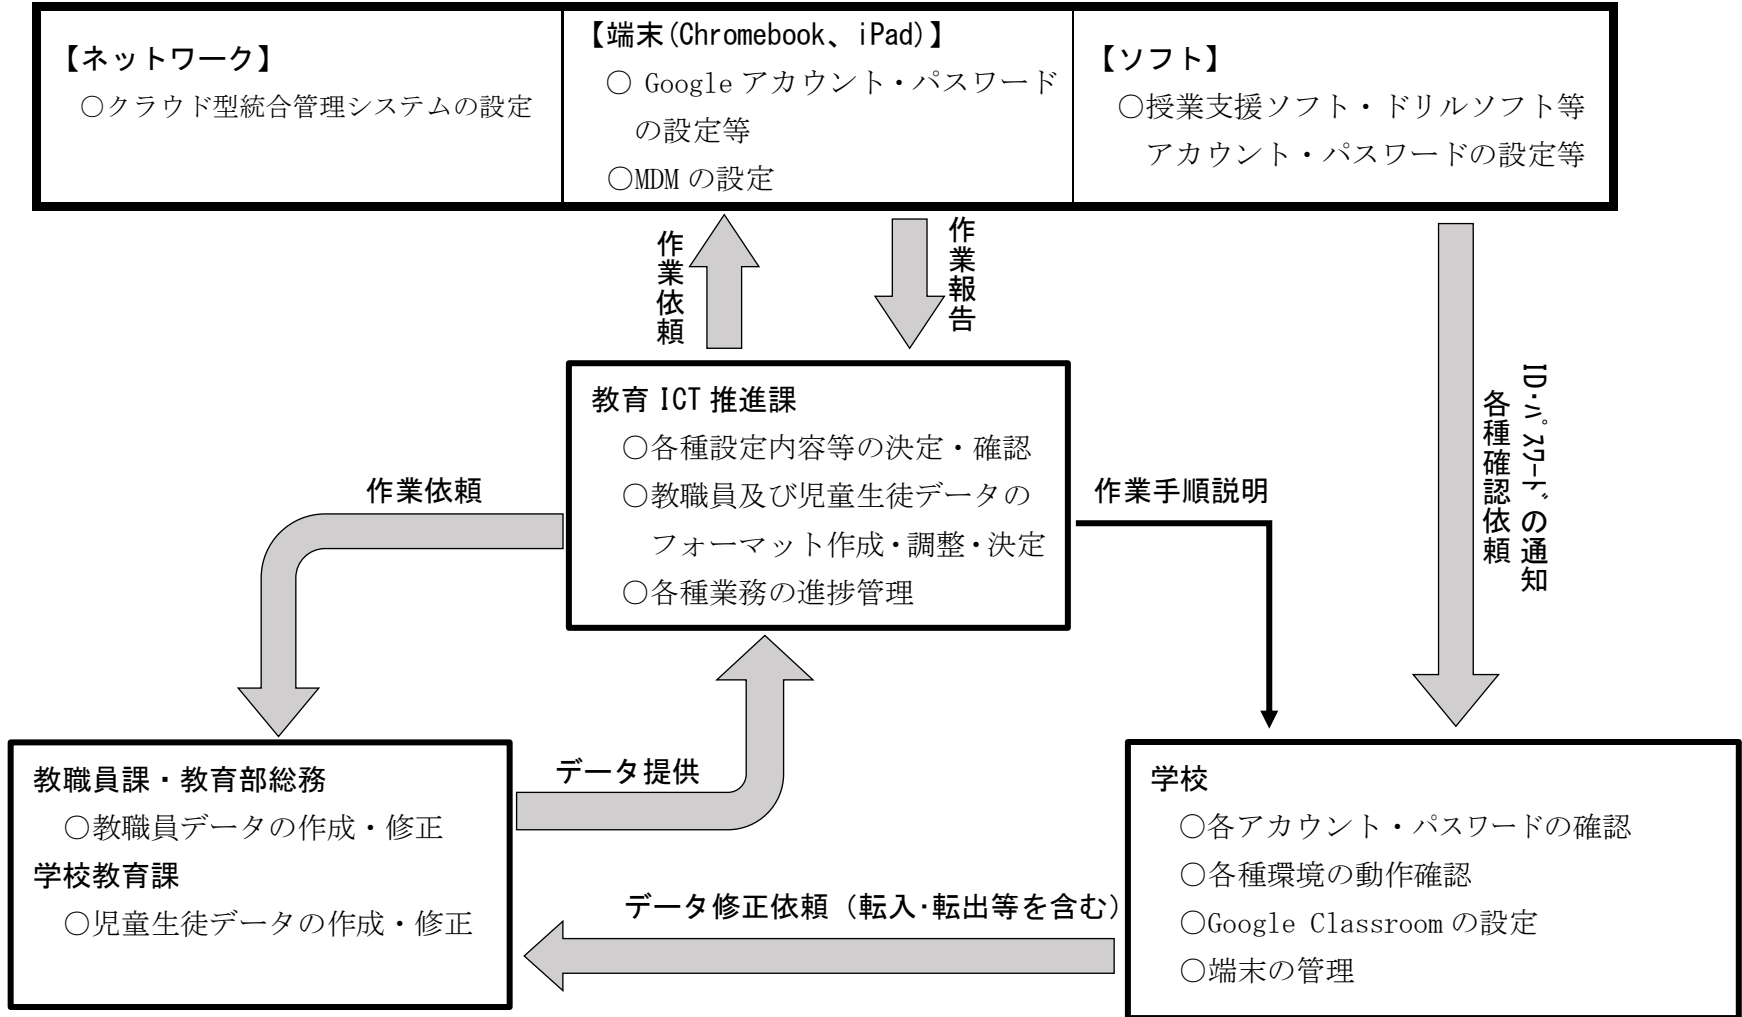 【ネットワーク】
○クラウド型統合管理システムの設定
【端末(Chromebook、iPad)】
○ Google アカウント・パスワード
の設定等
○MDM の設定
【ソフト】
○授業支援ソフト・ドリルソフト等
アカウント・パスワードの設定等
作業依頼
作業報告
ID・ﾊﾟｽﾜｰﾄﾞの通知
各種確認依頼
教育 ICT 推進課
○各種設定内容等の決定・確認
○教職員及び児童生徒データの
フォーマット作成・調整・決定
○各種業務の進捗管理
作業依頼
作業手順説明
データ提供
教職員課・教育部総務
○教職員データの作成・修正
学校教育課
○児童生徒データの作成・修正
データ修正依頼（転入・転出等を含む）
学校
○各アカウント・パスワードの確認
○各種環境の動作確認
○Google Classroom の設定
○端末の管理